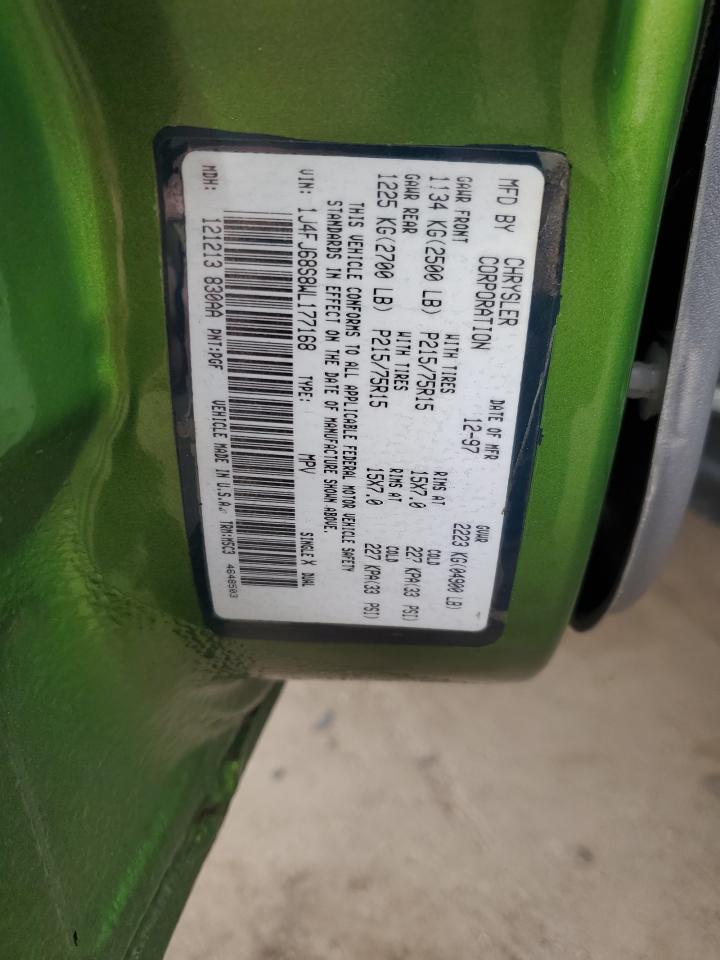 MFD BY CHRYSLER CORPORATION
DATE OF MFR 12-97
GVWR 2223 KG(04900 LB)
GAWR FRONT WITH TIRES RIMS AT COLD
1134 KG(2500 LB) P215/75R15 15X7.0 227 KPA(33 PSI)
GAWR REAR WITH TIRES RIMS AT COLD
1225 KG(2700 LB) P215/75R15 15X7.0 227 KPA(33 PSI)
THIS VEHICLE CONFORMS TO ALL APPLICABLE FEDERAL MOTOR VEHICLE SAFETY
STANDARDS IN EFFECT ON THE DATE OF MANUFACTURE SHOWN ABOVE.
VIN: 1J4FJ68S8WL177168 TYPE: MPV SINGLE X DUAL
MDH: 121213 830AA PNT:PGF VEHICLE MADE IN U.S.A. TRM:M5C3 4648503